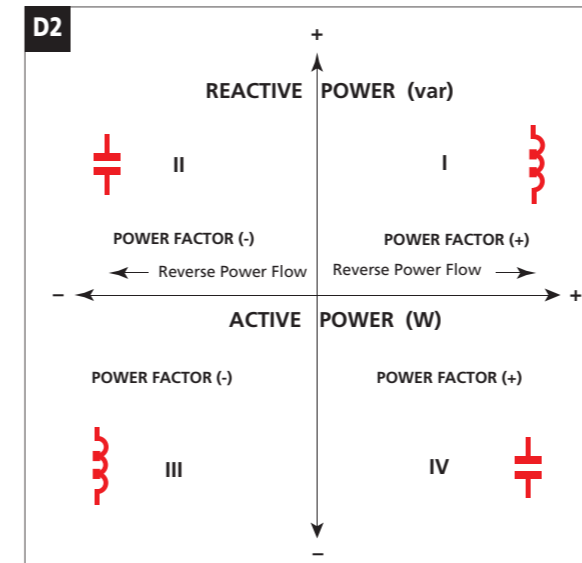 D2
+
REACTIVE POWER (var)
II
I
POWER FACTOR (-)
POWER FACTOR (+)
Reverse Power Flow
Reverse Power Flow
–
+
ACTIVE POWER (W)
POWER FACTOR (-)
POWER FACTOR (+)
III
IV
–